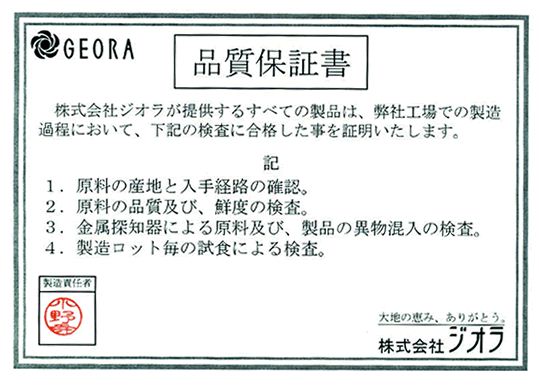 GEORA
品質保証書
株式会社ジオラが提供するすべての製品は、弊社工場での製造
過程において、下記の検査に合格した事を証明いたします。
記
１．原料の産地と入手経路の確認。
２．原料の品質及び、鮮度の検査。
３．金属探知器による原料及び、製品の異物混入の検査。
４．製造ロット毎の試食による検査。
製造責任者
大地の恵み、ありがとう。
株式会社ジオラ